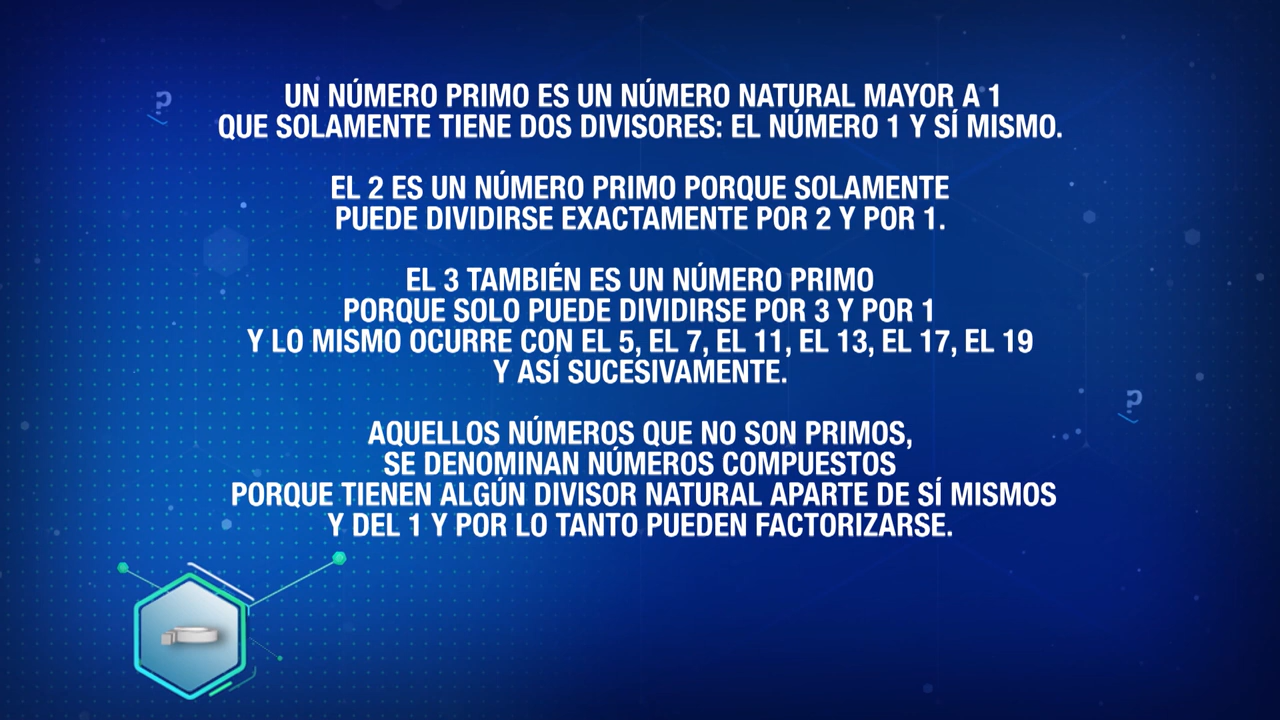 UN NÚMERO PRIMO ES UN NÚMERO NATURAL MAYOR A 1
QUE SOLAMENTE TIENE DOS DIVISORES: EL NÚMERO 1 Y SÍ MISMO.
EL 2 ES UN NÚMERO PRIMO PORQUE SOLAMENTE
PUEDE DIVIDIRSE EXACTAMENTE POR 2 Y POR 1.
EL 3 TAMBIÉN ES UN NÚMERO PRIMO
PORQUE SOLO PUEDE DIVIDIRSE POR 3 Y POR 1
Y LO MISMO OCURRE CON EL 5, EL 7, EL 11, EL 13, EL 17, EL 19
Y ASÍ SUCESIVAMENTE.
AQUELLOS NÚMEROS QUE NO SON PRIMOS,
SE DENOMINAN NÚMEROS COMPUESTOS
PORQUE TIENEN ALGÚN DIVISOR NATURAL APARTE DE SÍ MISMOS
Y DEL 1 Y POR LO TANTO PUEDEN FACTORIZARSE.